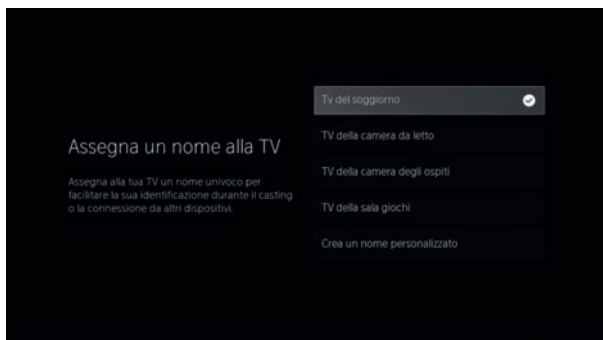 Assegna un nome alla TV
Assegna alla tua TV un nome univoco per
facilitare la sua identificazione durante il casting
o la connessione da altri dispositivi.
Tv del soggiorno
TV della camera da letto
TV della camera degli ospiti
TV della sala giochi
Crea un nome personalizzato